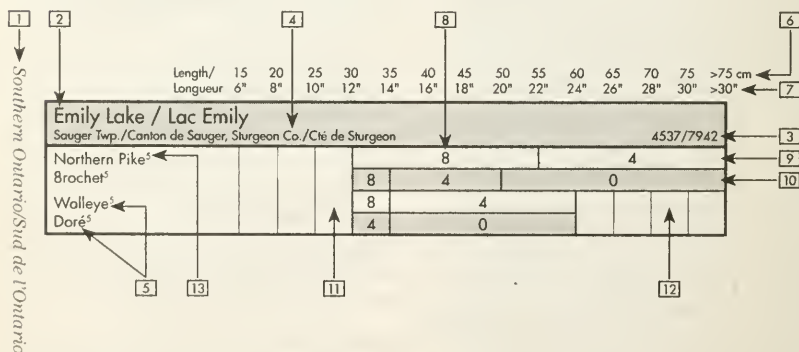 1 2 4 8 6
Length/ 15 20 25 30 35 40 45 50 55 60 65 70 75 >75 cm
Longueur 6" 8" 10" 12" 14" 16" 18" 20" 22" 24" 26" 28" 30" >30" 7
Emily Lake / Lac Emily
Sauger Twp./Canton de Sauger, Sturgeon Co./Cté de Sturgeon 4537/7942 3
Northern Pike⁵ 8 4 9
8rochet⁵ 8 4 0 10
Walleye⁵ 8 4
Doré⁵ 4 0
5 13 11 12
Southern Ontario/Sud de l'Ontario